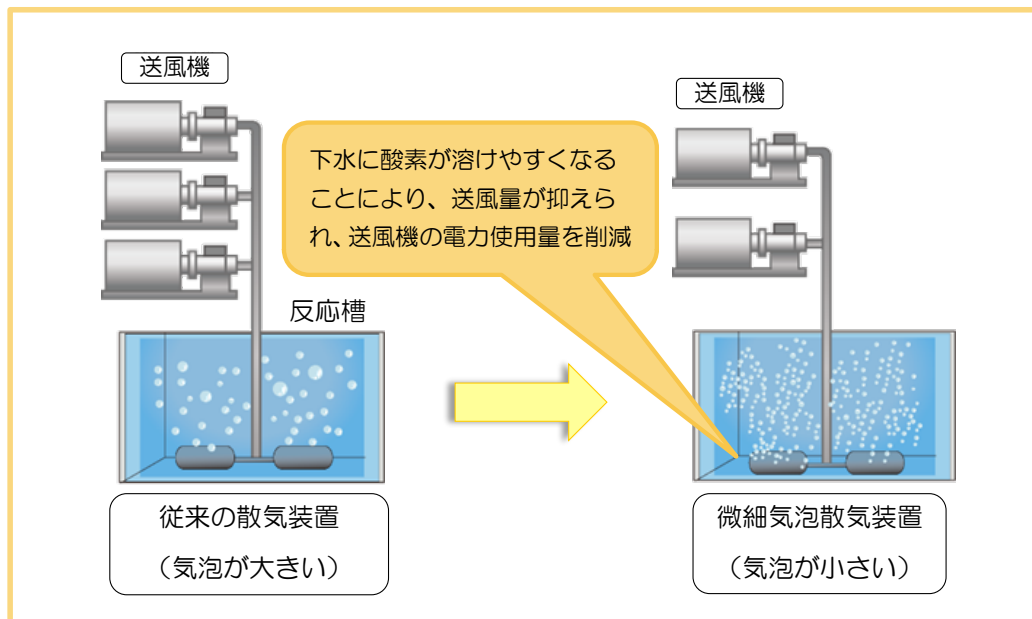 送風機
送風機
下水に酸素が溶けやすくなる
ことにより、送風量が抑えら
れ、送風機の電力使用量を削減
反応槽
従来の散気装置
（気泡が大きい）
微細気泡散気装置
（気泡が小さい）